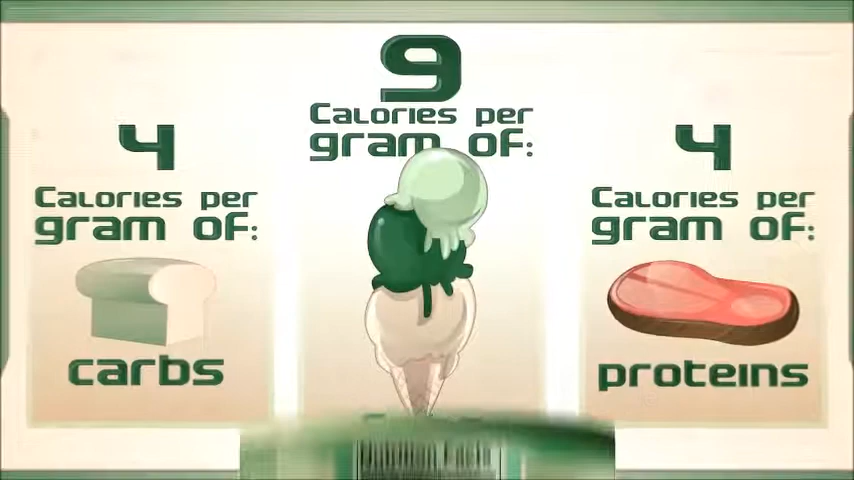 9
Calories per
gram of:
4
Calories per
gram of:
carbs
4
Calories per
gram of:
proteins